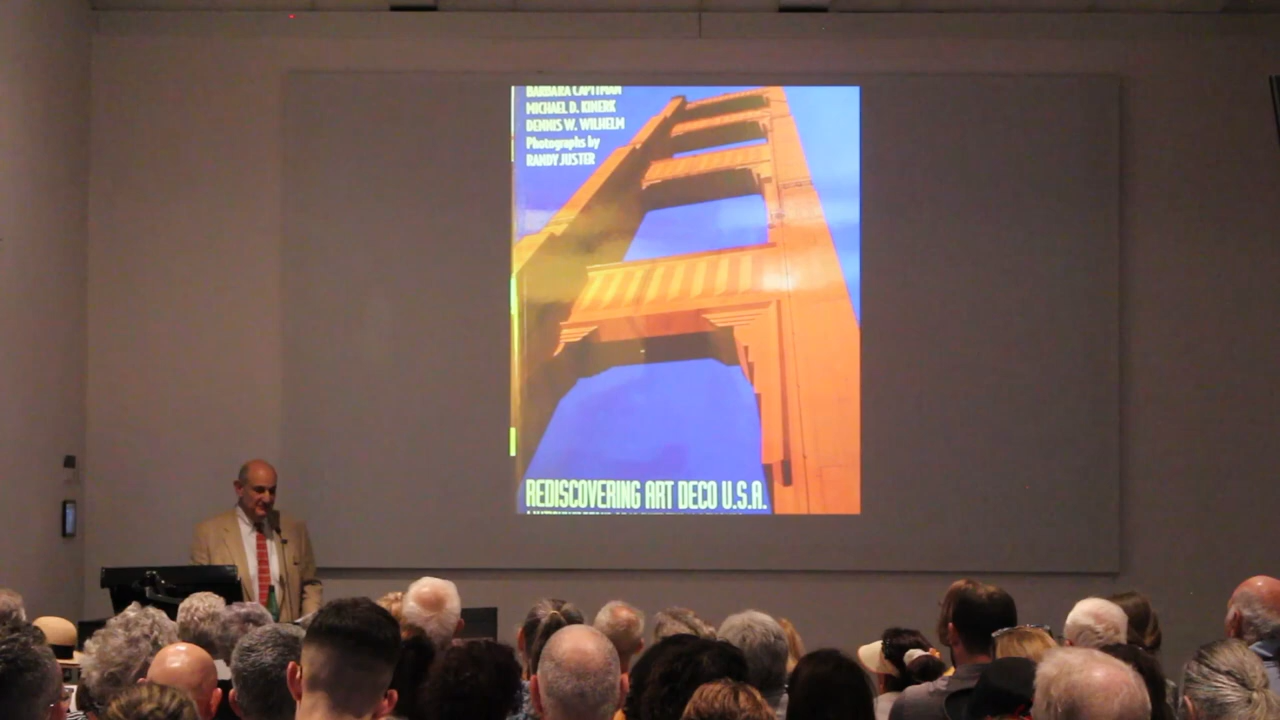 BARBARA CAPITMAN
MICHAEL D. KINERK
DENNIS W. WILHELM
Photographs by
RANDY JUSTER
REDISCOVERING ART DECO U.S.A.